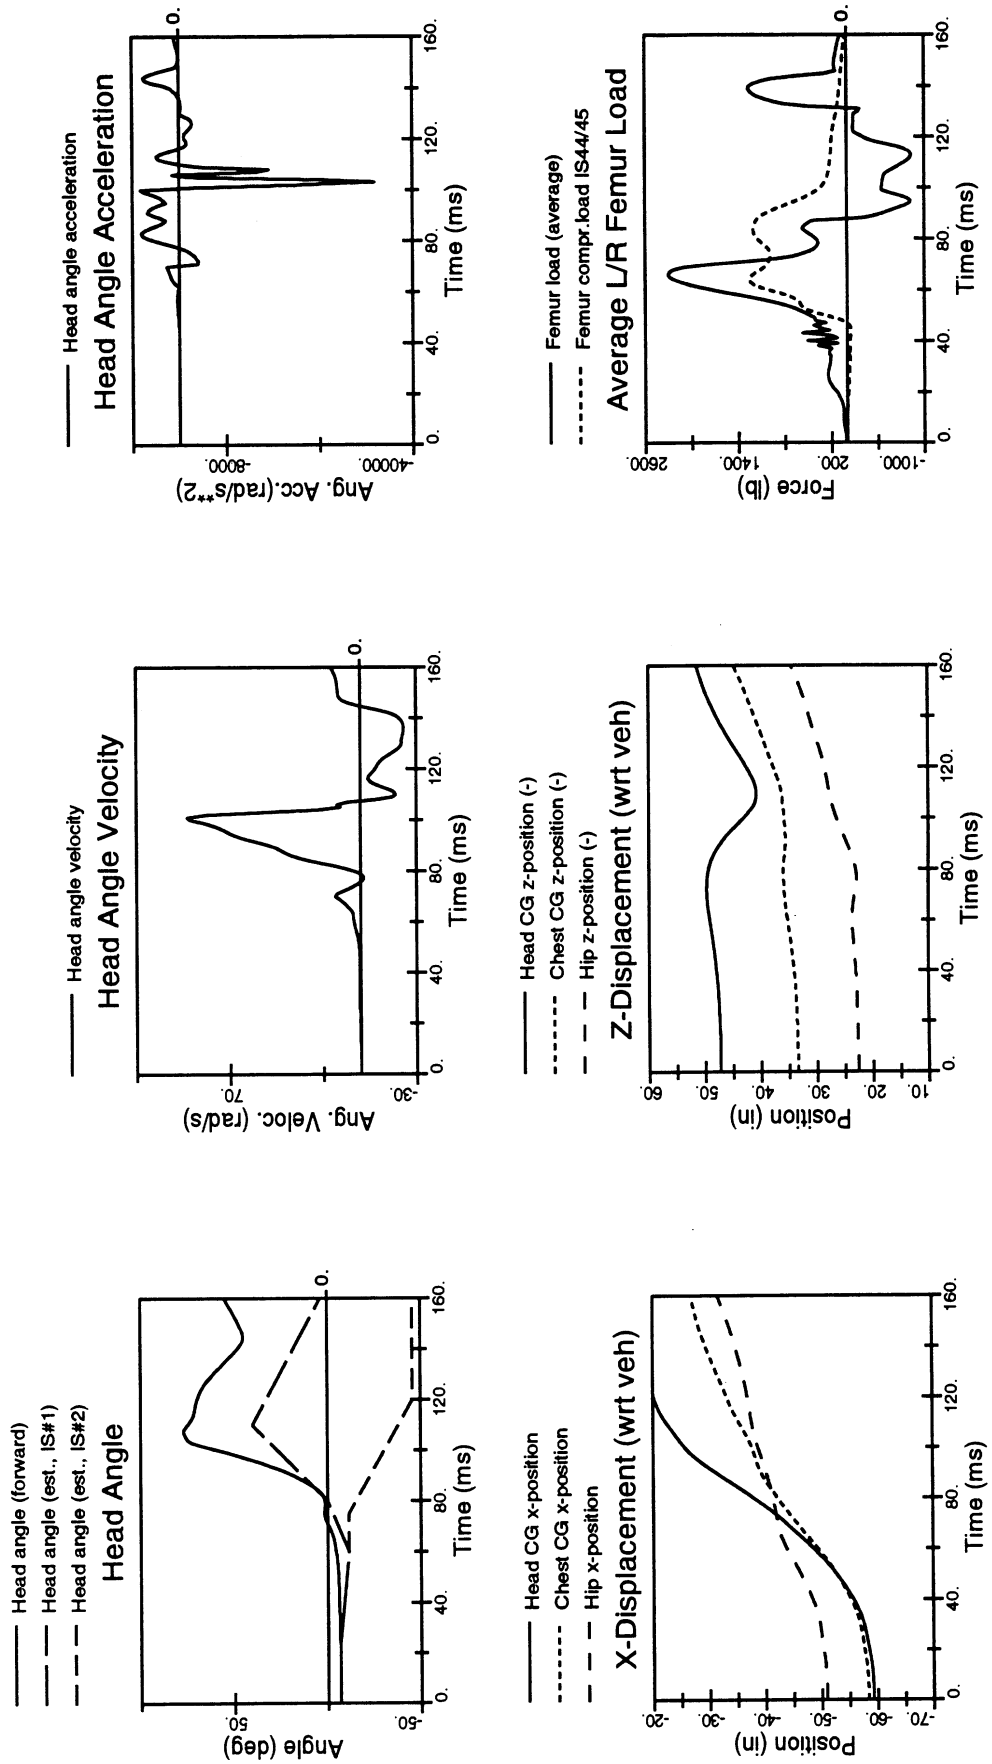 Head angle (forward)
Head angle (est., IS#1)
Head angle (est., IS#2)
Head Angle
Angle (deg)
50.
-50.
0.
0.
40.
80.
120.
160.
Time (ms)
Head angle velocity
Head Angle Velocity
Ang. Veloc. (rad/s)
70.
-30.
0.
0.
40.
80.
120.
160.
Time (ms)
Head angle acceleration
Head Angle Acceleration
Ang. Acc.(rad/s**2)
-8000.
-40000.
0.
0.
40.
80.
120.
160.
Time (ms)
Head CG x-position
Chest CG x-position
Hip x-position
X-Displacement (wrt veh)
Position (in)
-20.
-30.
-40.
-50.
-60.
-70.
0.
40.
80.
120.
160.
Time (ms)
Head CG z-position (-)
Chest CG z-position (-)
Hip z-position (-)
Z-Displacement (wrt veh)
Position (in)
60.
50.
40.
30.
20.
10.
0.
40.
80.
120.
160.
Time (ms)
Femur load (average)
Femur compr.load IS44/45
Average L/R Femur Load
Force (lb)
2600.
1400.
200.
-1000.
0.
0.
40.
80.
120.
160.
Time (ms)